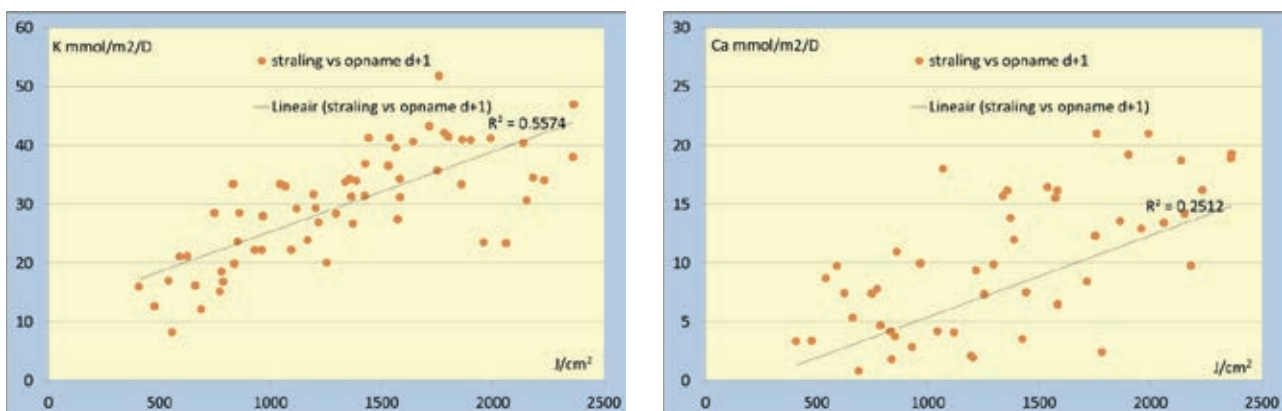 60
K mmol/m2/D
straling vs opname d+1
50
Lineair (straling vs opname d+1)
R² = 0.5574
40
30
20
10
J/cm²
0
0 500 1000 1500 2000 2500
30
Ca mmol/m2/D
straling vs opname d+1
25
Lineair (straling vs opname d+1)
20
15
R² = 0.2512
10
5
J/cm²
0
0 500 1000 1500 2000 2500